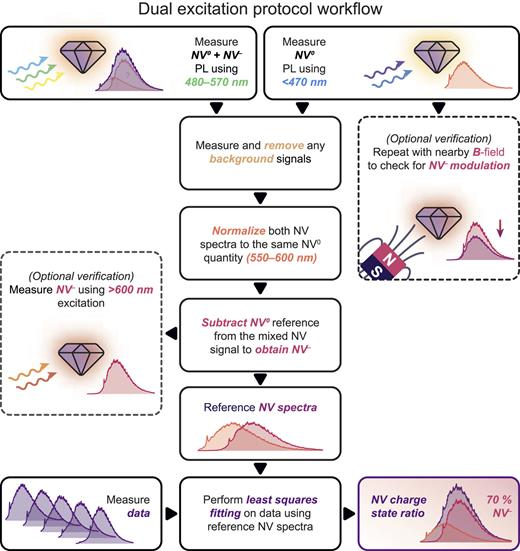 Dual excitation protocol workflow
Measure
NV⁰ + NV⁻
PL using
480–570 nm
Measure
NV⁰
PL using
<470 nm
Measure and remove any
background signals
(Optional verification)
Repeat with nearby B-field
to check for NV⁻ modulation
N
S
Normalize both NV
spectra to the same NV⁰
quantity (550–600 nm)
(Optional verification)
Measure NV⁻ using >600 nm
excitation
Subtract NV⁰ reference
from the mixed NV
signal to obtain NV⁻
Reference NV spectra
Measure
data
Perform least squares
fitting on data using
reference NV spectra
NV charge
state ratio
70 %
NV⁻